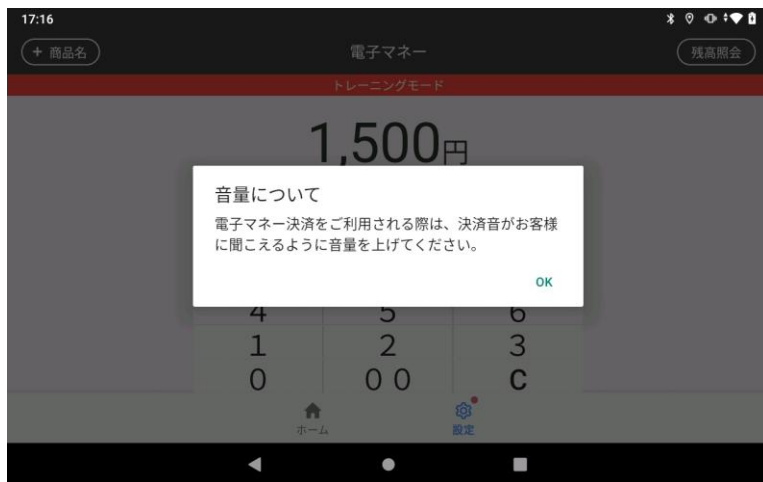 17:16
+ 商品名
電子マネー
残高照会
トレーニングモード
1,500円
音量について
電子マネー決済をご利用される際は、決済音がお客様
に聞こえるように音量を上げてください。
OK
4 5 6
1 2 3
0 00 C
ホーム
設定